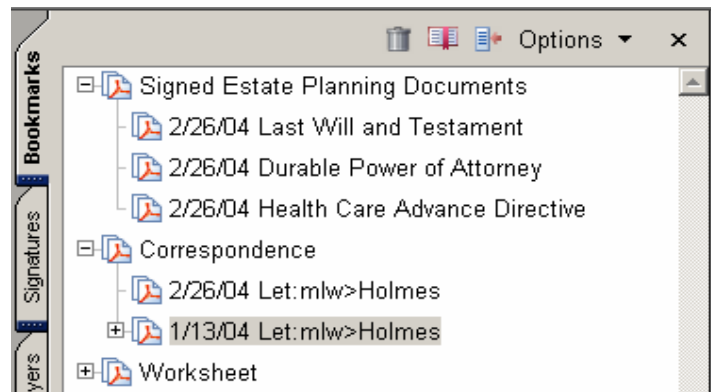 Options
Bookmarks
Signatures
yers
Signed Estate Planning Documents
2/26/04 Last Will and Testament
2/26/04 Durable Power of Attorney
2/26/04 Health Care Advance Directive
Correspondence
2/26/04 Let:mlw>Holmes
1/13/04 Let:mlw>Holmes
Worksheet